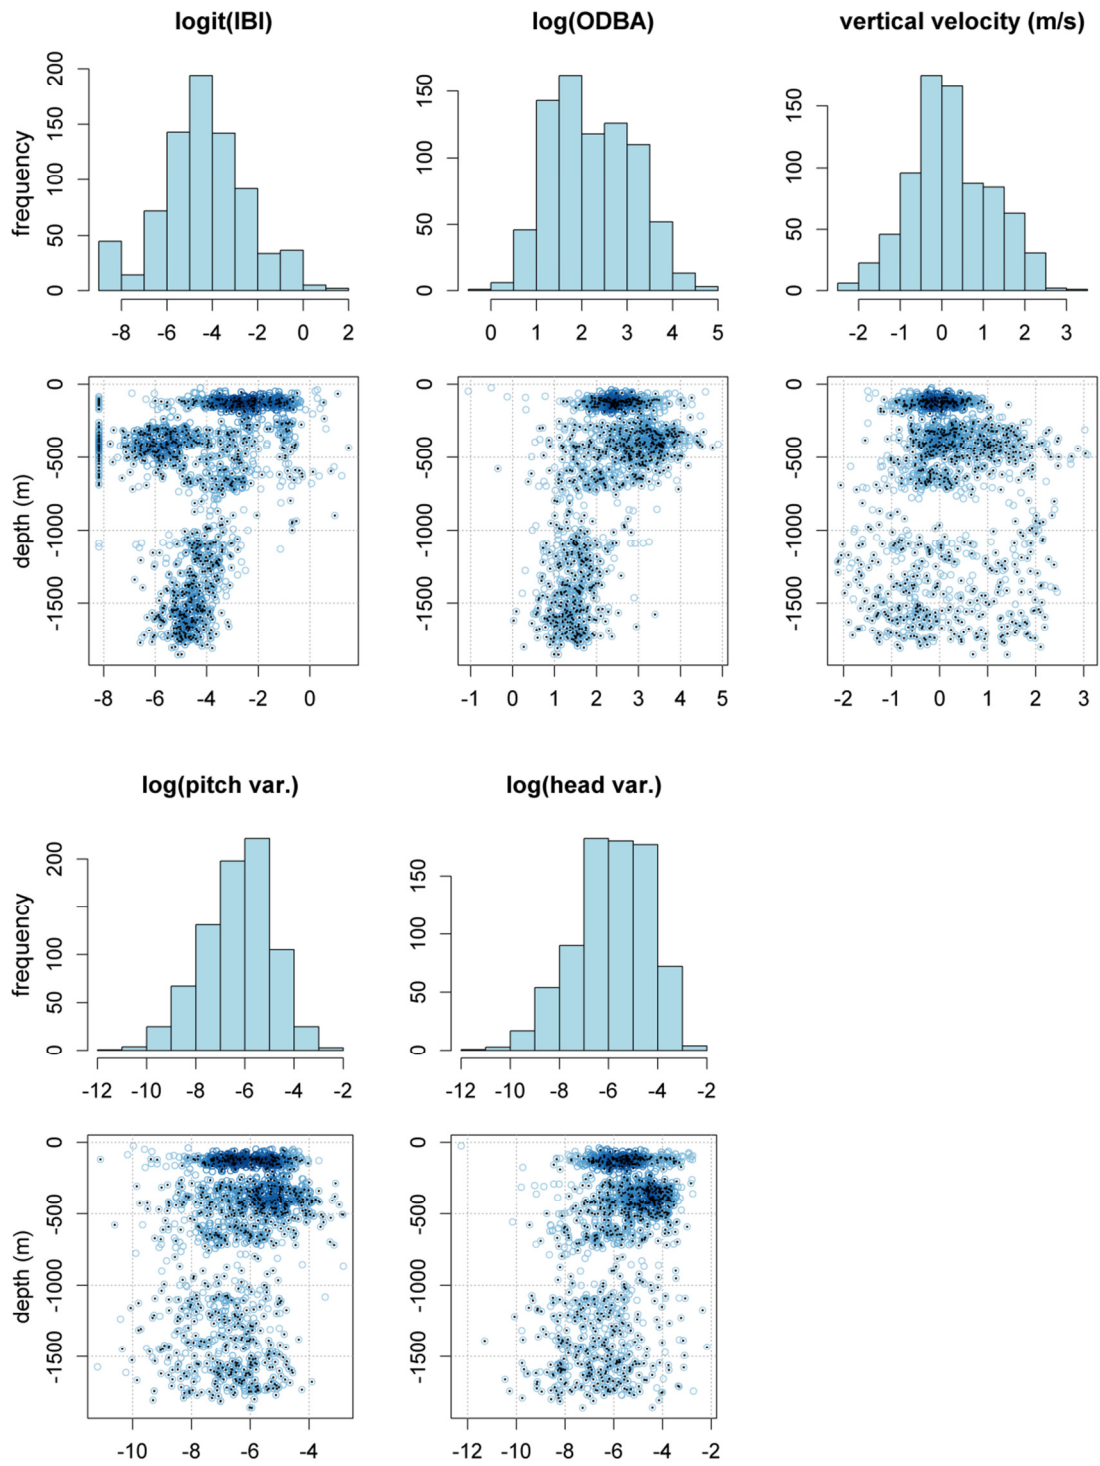 logit(IBI) log(ODBA) vertical velocity (m/s)
frequency
0 50 100 150 200
0 50 100 150
0 50 100 150
-8 -6 -4 -2 0 2
0 1 2 3 4 5
-2 -1 0 1 2 3
depth (m)
0 -500 -1000 -1500
0 -500 -1000 -1500
0 -500 -1000 -1500
-8 -6 -4 -2 0
-1 0 1 2 3 4 5
-2 -1 0 1 2 3
log(pitch var.) log(head var.)
frequency
0 50 100 200
0 50 100 150
-12 -10 -8 -6 -4 -2
-12 -10 -8 -6 -4 -2
depth (m)
0 -500 -1000 -1500
0 -500 -1000 -1500
-10 -8 -6 -4
-12 -10 -8 -6 -4 -2